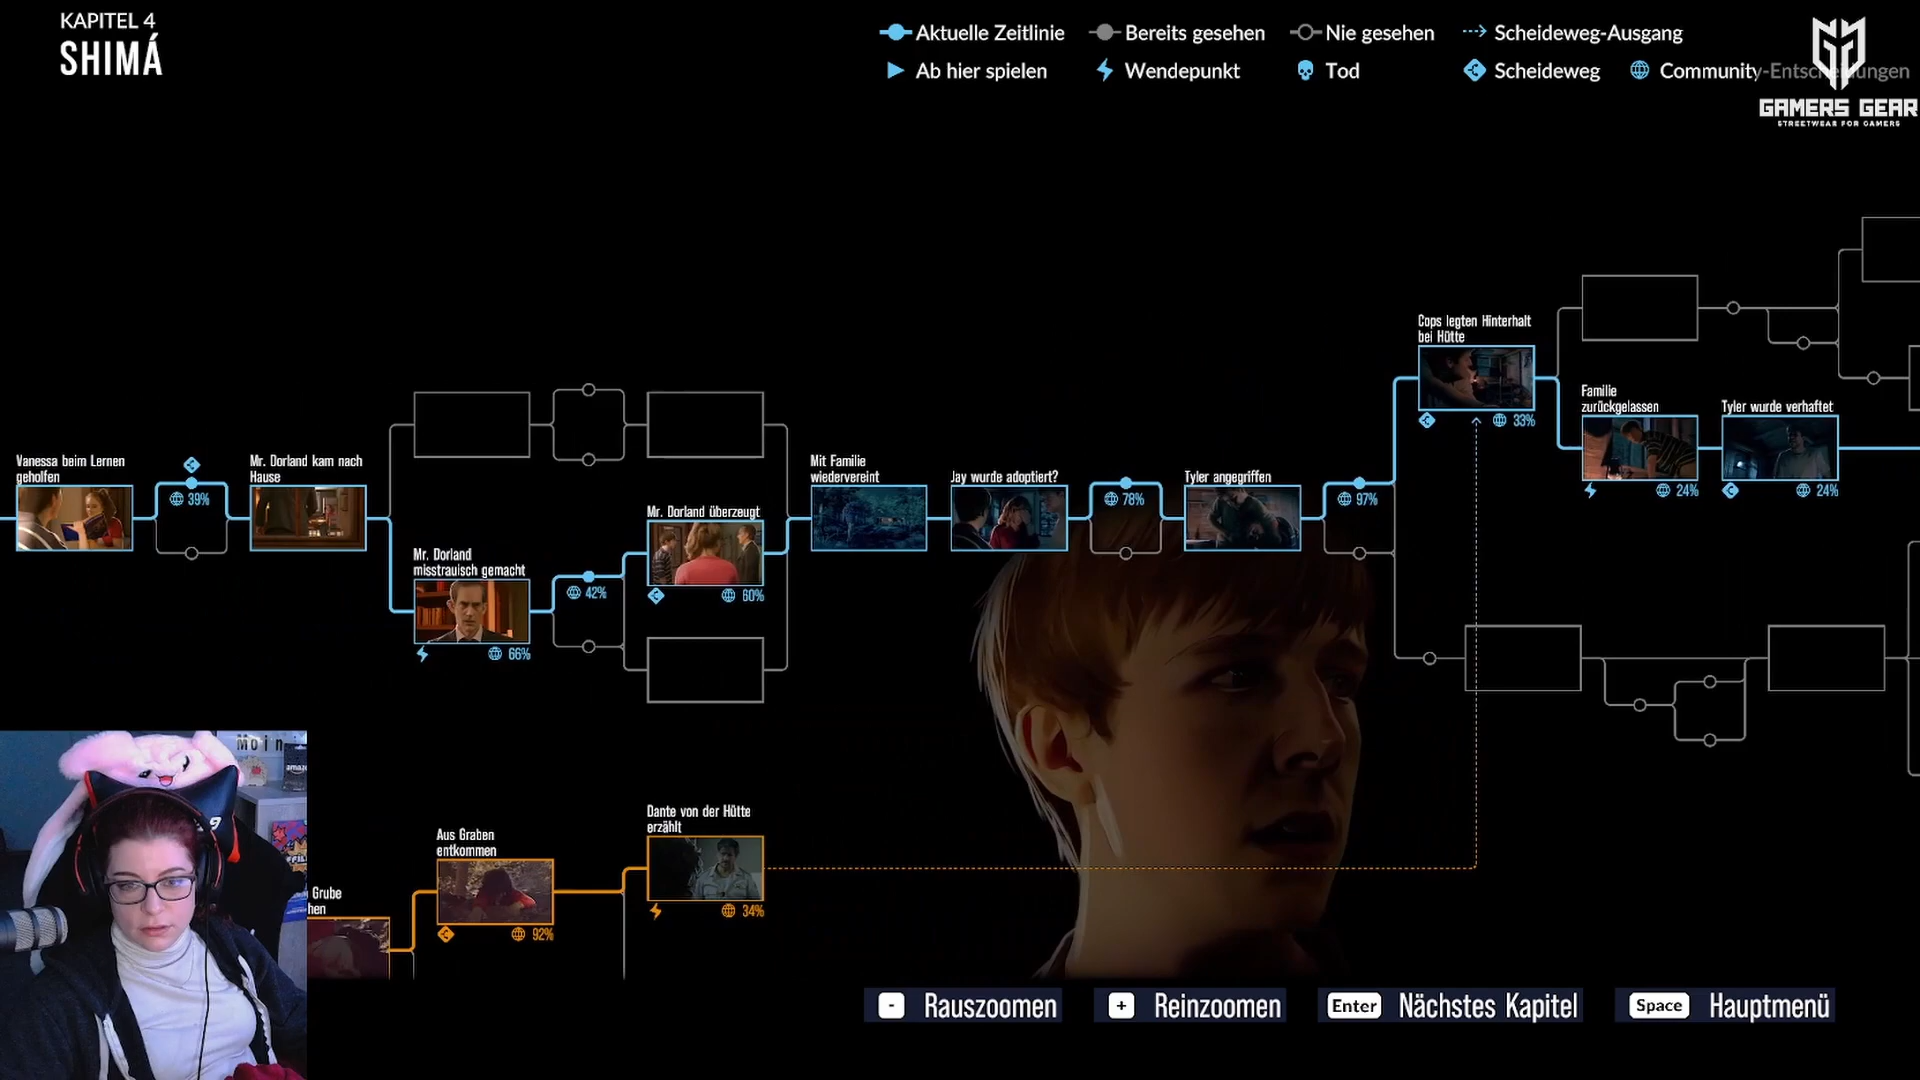 KAPITEL 4
SHIMÁ
Aktuelle Zeitlinie
Bereits gesehen
Nie gesehen
Scheideweg-Ausgang
Ab hier spielen
Wendepunkt
Tod
Scheideweg
Community-Entscheidungen
GAMERS GEAR
STREETWEAR FOR GAMERS
Cops legten Hinterhalt
bei Hütte
33%
Familie
zurückgelassen
24%
Tyler wurde verhaftet
24%
Vanessa beim Lernen
geholfen
39%
Mr. Dorland kam nach
Hause
Mr. Dorland
misstrauisch gemacht
66%
42%
Mr. Dorland überzeugt
60%
Mit Familie
wiedervereint
Jay wurde adoptiert?
78%
Tyler angegriffen
97%
Moin
Grube
hen
Aus Graben
entkommen
92%
Dante von der Hütte
erzählt
34%
- Rauszoomen
+ Reinzoomen
Enter Nächstes Kapitel
Space Hauptmenü